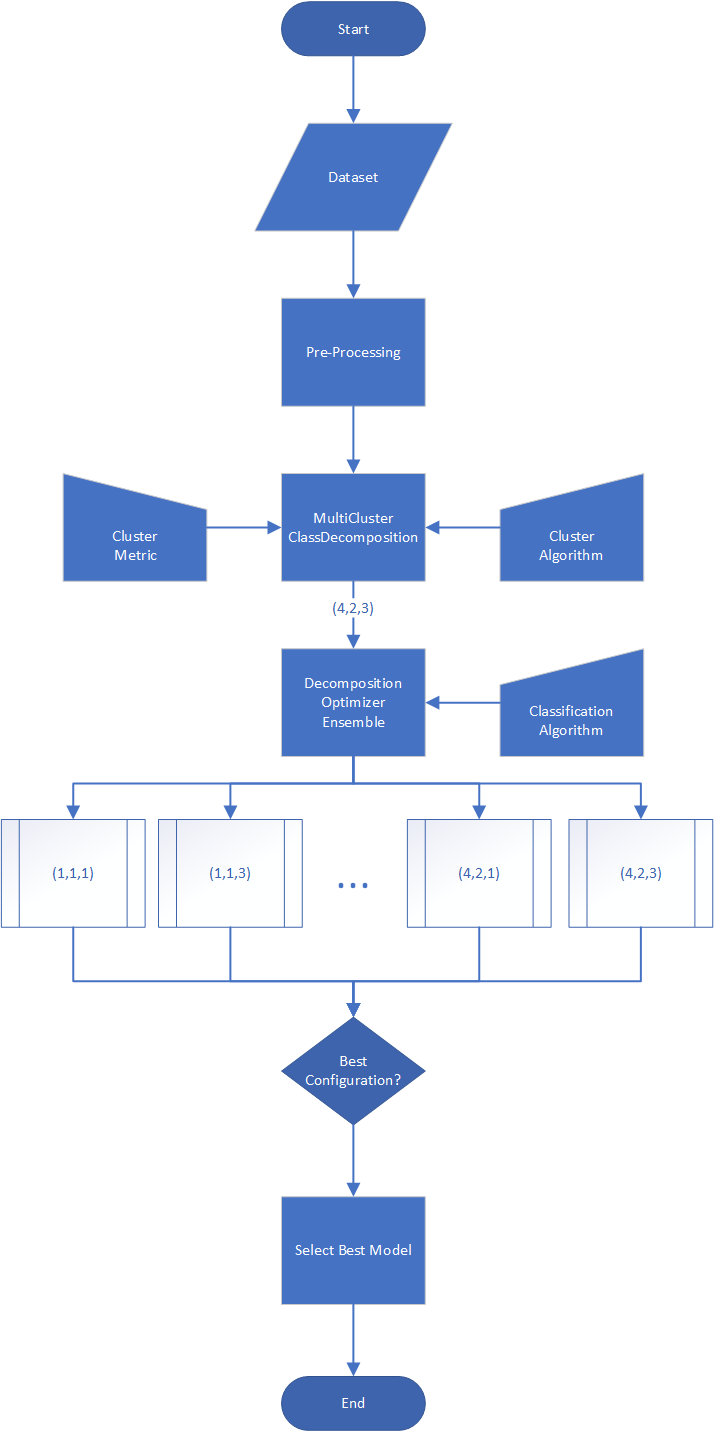 Start
Dataset
Pre-Processing
Cluster
Metric
MultiCluster
ClassDecomposition
Cluster
Algorithm
(4,2,3)
Decomposition
Optimizer
Ensemble
Classification
Algorithm
(1,1,1)
(1,1,3)
...
(4,2,1)
(4,2,3)
Best
Configuration?
Select Best Model
End